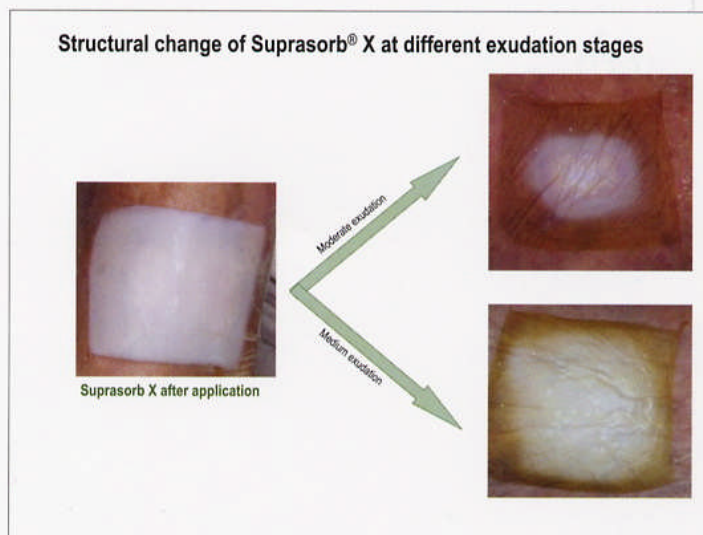 Structural change of Suprasorb® X at different exudation stages
Moderate exudation
Suprasorb X after application
Medium exudation